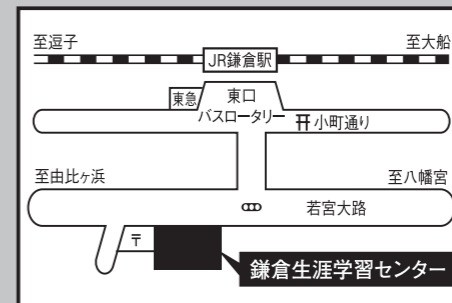 至逗子
至大船
JR鎌倉駅
東急
東口
バスロータリー
小町通り
至由比ヶ浜
至八幡宮
若宮大路
〒
鎌倉生涯学習センター